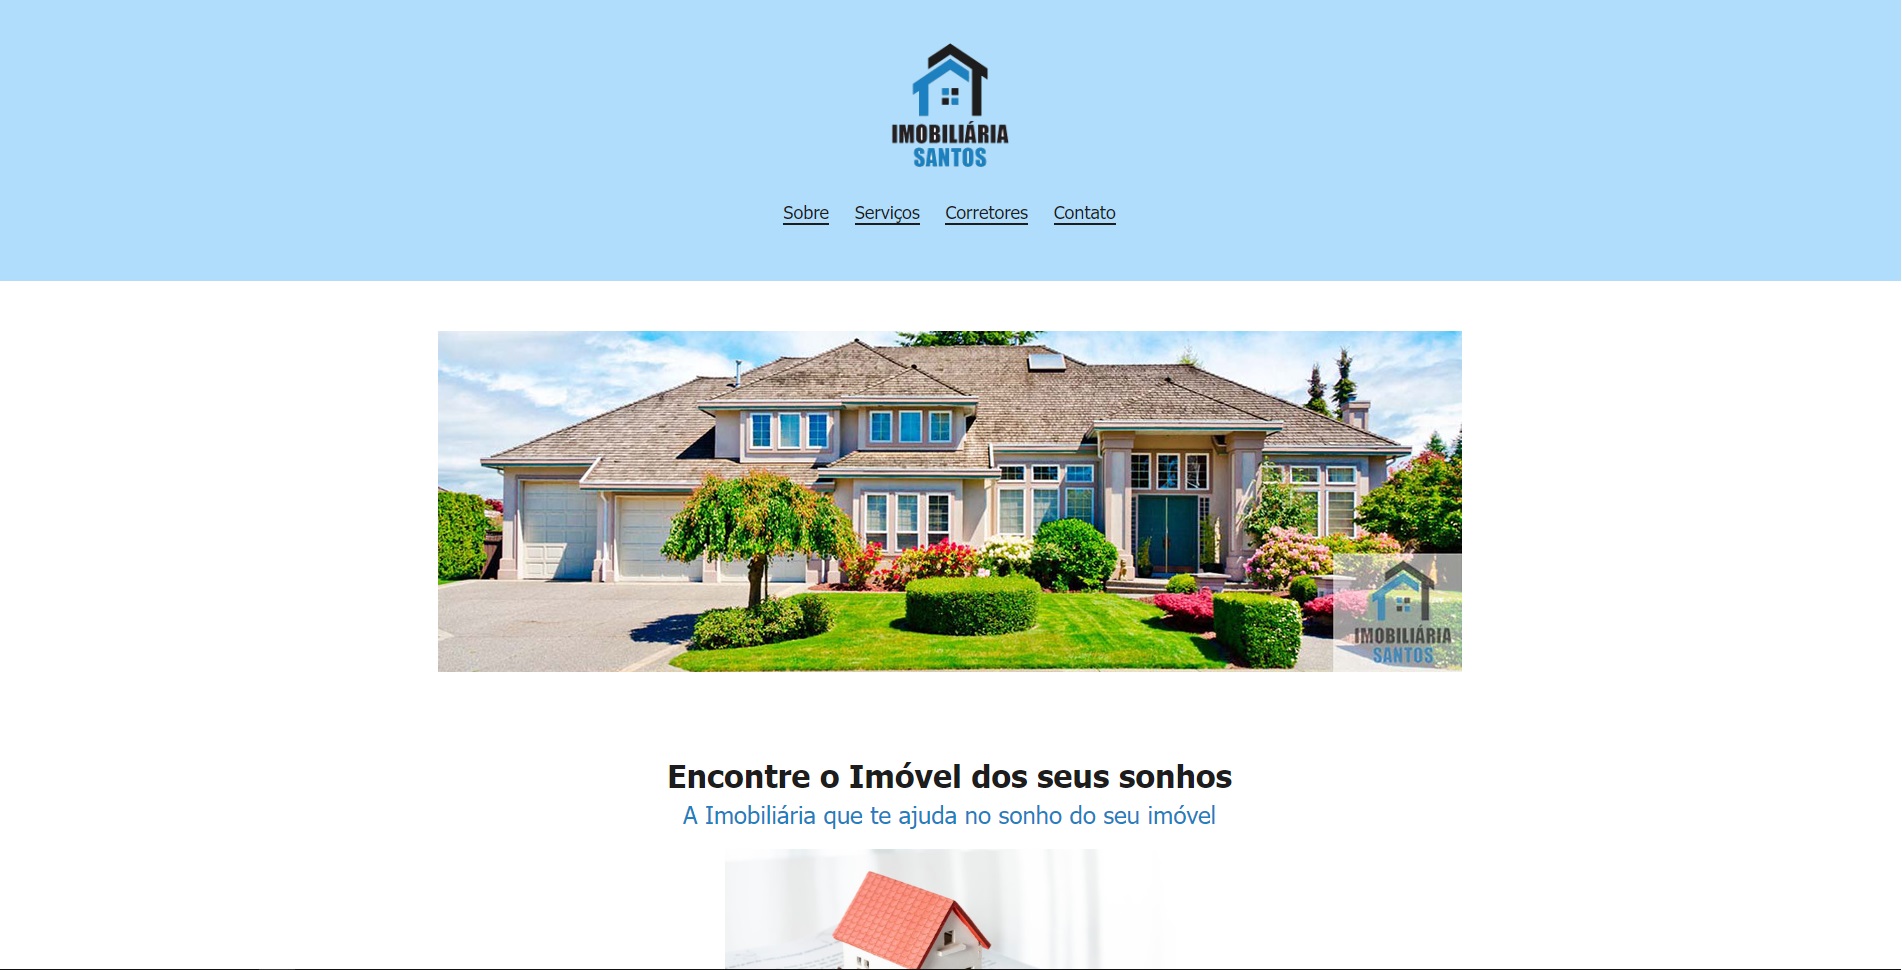 IMOBILIÁRIA
SANTOS
Sobre Serviços Corretores Contato
IMOBILIÁRIA
SANTOS
Encontre o Imóvel dos seus sonhos
A Imobiliária que te ajuda no sonho do seu imóvel